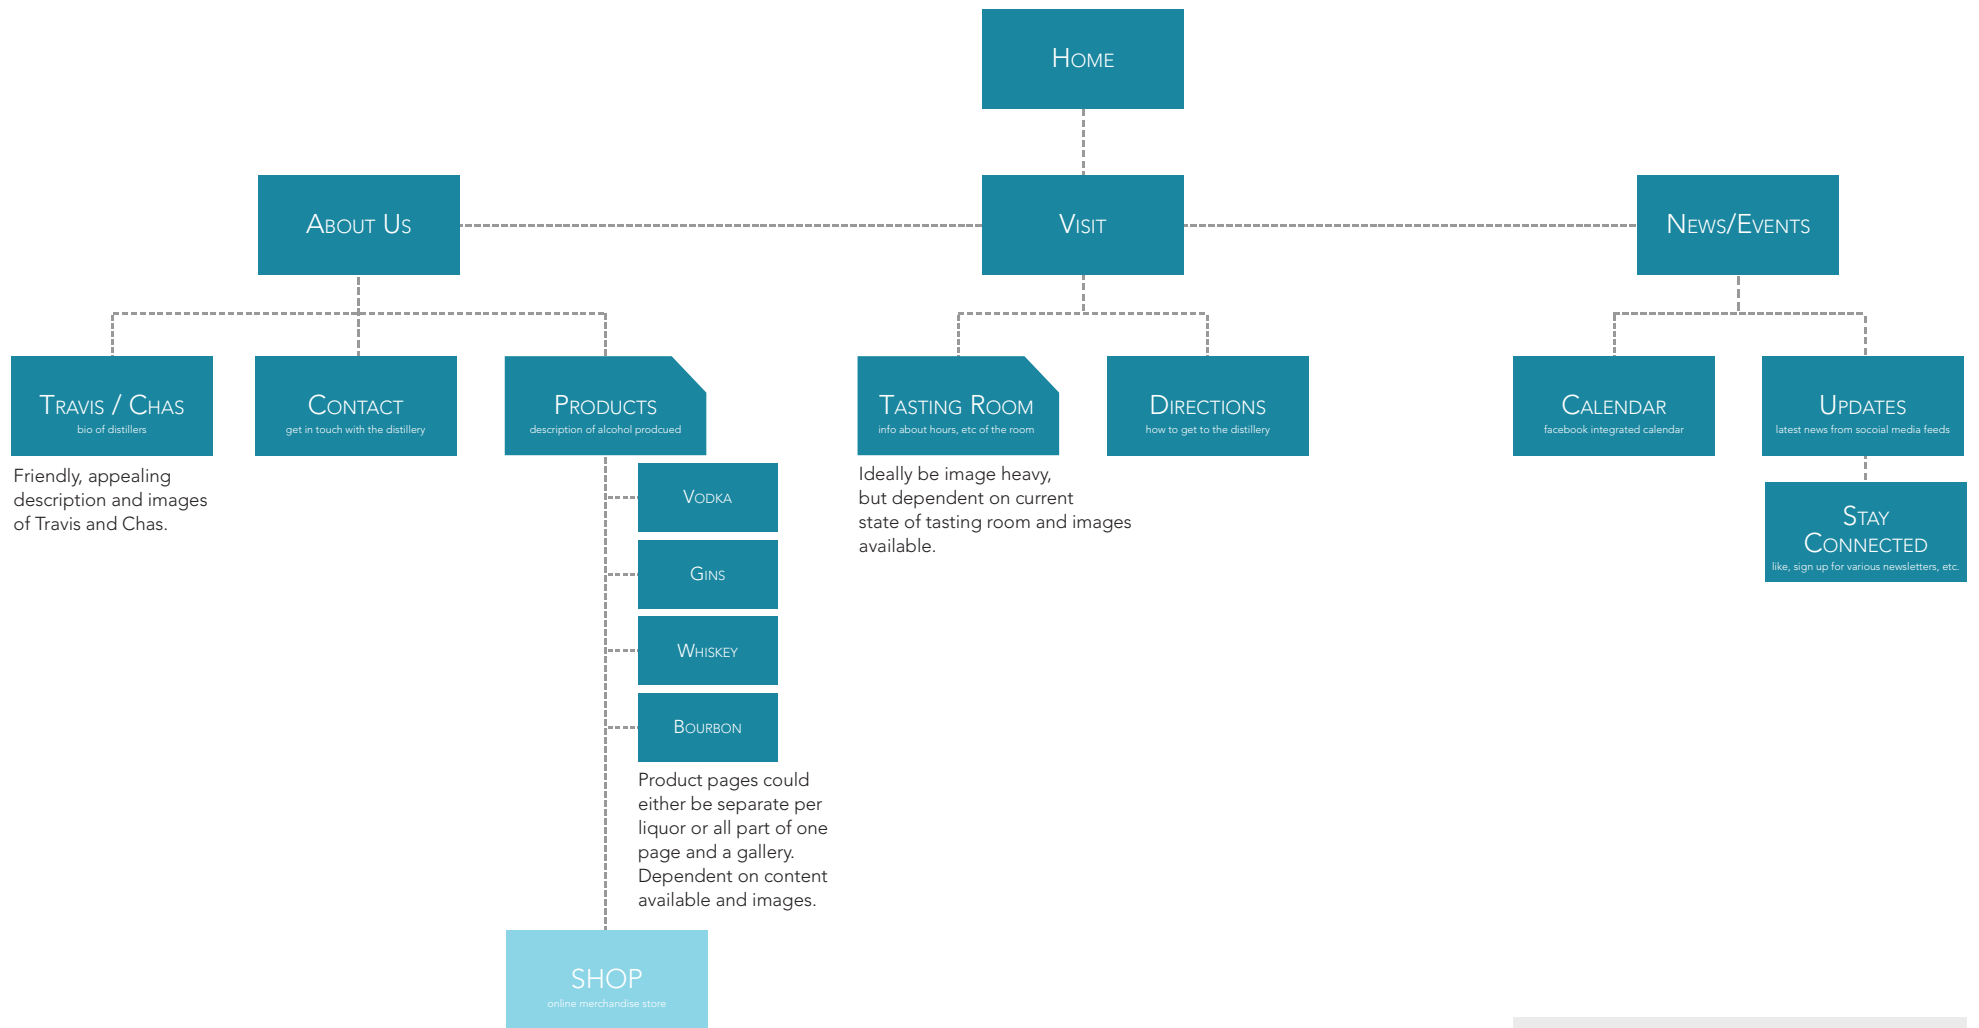 Home
About Us
Visit
News/Events
Travis / Chas
bio of distillers
Contact
get in touch with the distillery
Products
description of alcohol prodcued
Tasting Room
info about hours, etc of the room
Directions
how to get to the distillery
Calendar
facebook integrated calendar
Updates
latest news from socoial media feeds
Friendly, appealing
description and images
of Travis and Chas.
Vodka
Gins
Whiskey
Bourbon
Product pages could
either be separate per
liquor or all part of one
page and a gallery.
Dependent on content
available and images.
SHOP
online merchandise store
Ideally be image heavy,
but dependent on current
state of tasting room and images
available.
Stay
Connected
like, sign up for various newsletters, etc.